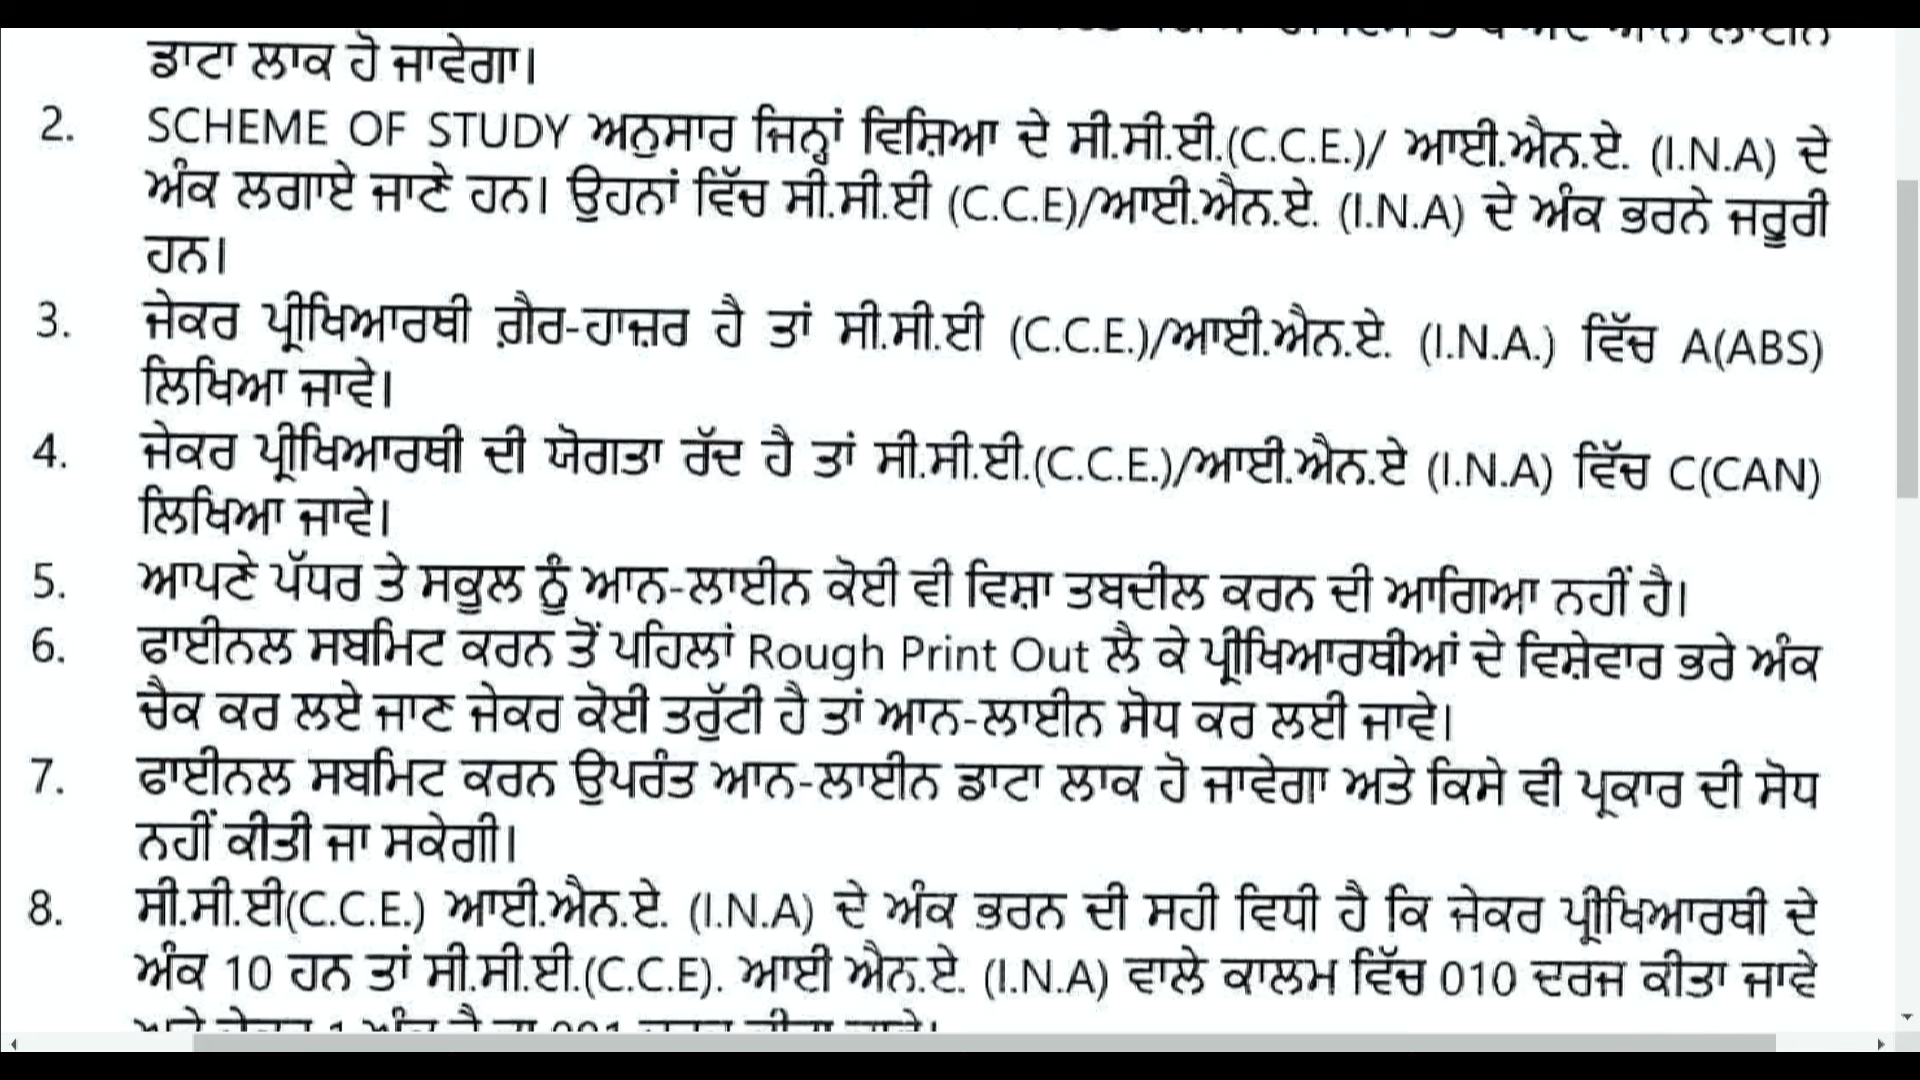 ਡਾਟਾ ਲਾਕ ਹੋ ਜਾਵੇਗਾ।
2. SCHEME OF STUDY ਅਨੁਸਾਰ ਜਿਨ੍ਹਾਂ ਵਿਸ਼ਿਆ ਦੇ ਸੀ.ਸੀ.ਈ.(C.C.E.)/ ਆਈ.ਐਨ.ਏ. (I.N.A) ਦੇ
ਅੰਕ ਲਗਾਏ ਜਾਣੇ ਹਨ। ਉਹਨਾਂ ਵਿੱਚ ਸੀ.ਸੀ.ਈ (C.C.E)/ਆਈ.ਐਨ.ਏ. (I.N.A) ਦੇ ਅੰਕ ਭਰਨੇ ਜਰੂਰੀ
ਹਨ।
3. ਜੇਕਰ ਪ੍ਰੀਖਿਆਰਥੀ ਗ਼ੈਰ-ਹਾਜ਼ਰ ਹੈ ਤਾਂ ਸੀ.ਸੀ.ਈ (C.C.E.)/ਆਈ.ਐਨ.ਏ. (I.N.A.) ਵਿੱਚ A(ABS)
ਲਿਖਿਆ ਜਾਵੇ।
4. ਜੇਕਰ ਪ੍ਰੀਖਿਆਰਥੀ ਦੀ ਯੋਗਤਾ ਰੱਦ ਹੈ ਤਾਂ ਸੀ.ਸੀ.ਈ.(C.C.E.)/ਆਈ.ਐਨ.ਏ (I.N.A) ਵਿੱਚ C(CAN)
ਲਿਖਿਆ ਜਾਵੇ।
5. ਆਪਣੇ ਪੱਧਰ ਤੇ ਸਕੂਲ ਨੂੰ ਆਨ-ਲਾਈਨ ਕੋਈ ਵੀ ਵਿਸ਼ਾ ਤਬਦੀਲ ਕਰਨ ਦੀ ਆਗਿਆ ਨਹੀਂ ਹੈ।
6. ਫਾਈਨਲ ਸਬਮਿਟ ਕਰਨ ਤੋਂ ਪਹਿਲਾਂ Rough Print Out ਲੈ ਕੇ ਪ੍ਰੀਖਿਆਰਥੀਆਂ ਦੇ ਵਿਸ਼ੇਵਾਰ ਭਰੇ ਅੰਕ
ਚੈਕ ਕਰ ਲਏ ਜਾਣ ਜੇਕਰ ਕੋਈ ਤਰੁੱਟੀ ਹੈ ਤਾਂ ਆਨ-ਲਾਈਨ ਸੋਧ ਕਰ ਲਈ ਜਾਵੇ।
7. ਫਾਈਨਲ ਸਬਮਿਟ ਕਰਨ ਉਪਰੰਤ ਆਨ-ਲਾਈਨ ਡਾਟਾ ਲਾਕ ਹੋ ਜਾਵੇਗਾ ਅਤੇ ਕਿਸੇ ਵੀ ਪ੍ਰਕਾਰ ਦੀ ਸੋਧ
ਨਹੀਂ ਕੀਤੀ ਜਾ ਸਕੇਗੀ।
8. ਸੀ.ਸੀ.ਈ(C.C.E.) ਆਈ.ਐਨ.ਏ. (I.N.A) ਦੇ ਅੰਕ ਭਰਨ ਦੀ ਸਹੀ ਵਿਧੀ ਹੈ ਕਿ ਜੇਕਰ ਪ੍ਰੀਖਿਆਰਥੀ ਦੇ
ਅੰਕ 10 ਹਨ ਤਾਂ ਸੀ.ਸੀ.ਈ.(C.C.E). ਆਈ ਐਨ.ਏ. (I.N.A) ਵਾਲੇ ਕਾਲਮ ਵਿੱਚ 010 ਦਰਜ ਕੀਤਾ ਜਾਵੇ